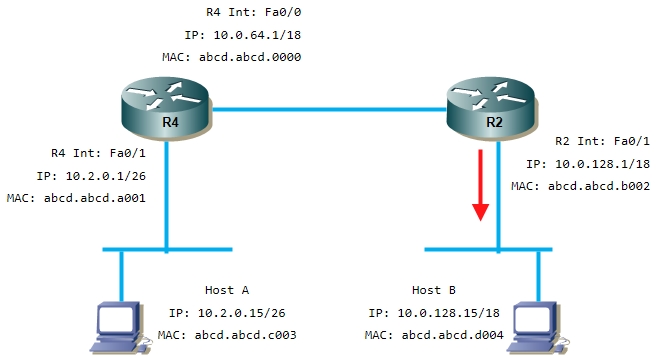 R4 Int: Fa0/0
IP: 10.0.64.1/18
MAC: abcd.abcd.0000
R4
R2
R4 Int: Fa0/1
IP: 10.2.0.1/26
MAC: abcd.abcd.a001
R2 Int: Fa0/1
IP: 10.0.128.1/18
MAC: abcd.abcd.b002
Host A
IP: 10.2.0.15/26
MAC: abcd.abcd.c003
Host B
IP: 10.0.128.15/18
MAC: abcd.abcd.d004